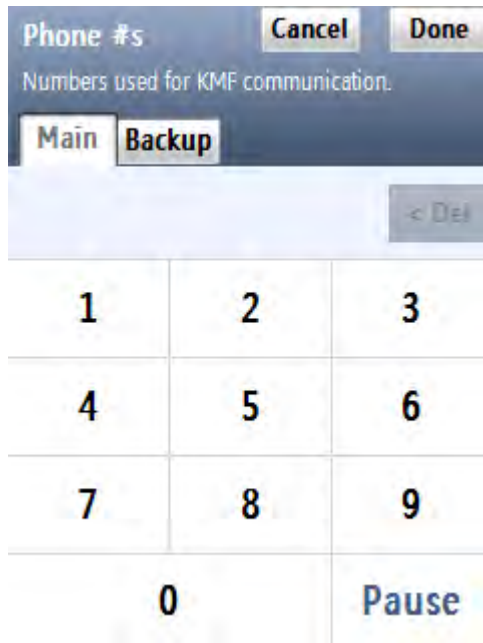 Phone #s Cancel Done
Numbers used for KMF communication.
Main Backup
< Del
1 2 3
4 5 6
7 8 9
0 Pause